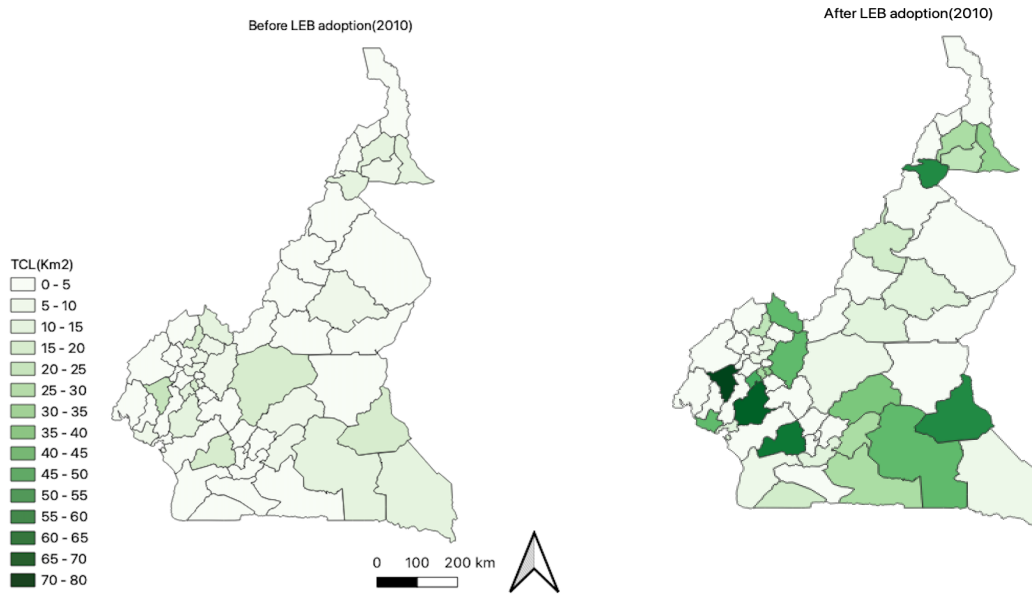 Before LEB adoption(2010)
After LEB adoption(2010)
TCL(Km2)
0 - 5
5 - 10
10 - 15
15 - 20
20 - 25
25 - 30
30 - 35
35 - 40
40 - 45
45 - 50
50 - 55
55 - 60
60 - 65
65 - 70
70 - 80
0 100 200 km